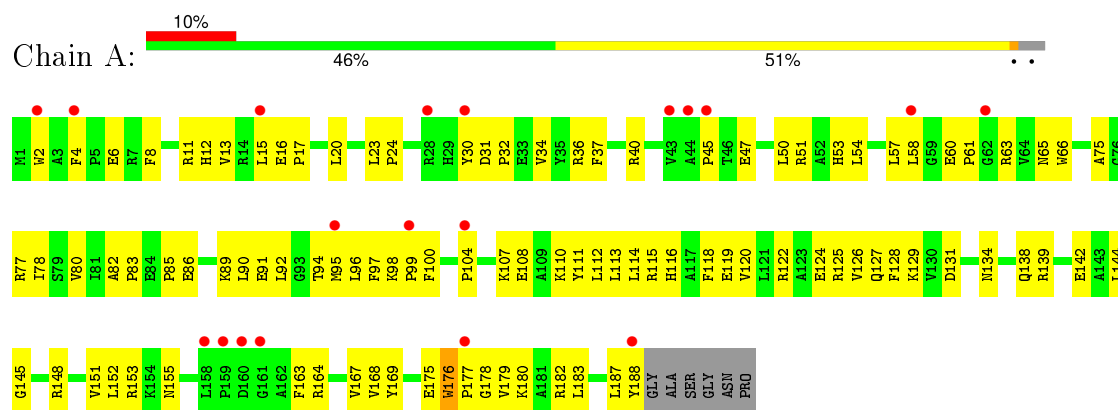 10%
Chain A:
46% 51% • •
M1 W2 A3 F4 P5 E6 R7 F8 R11 H12 V13 R14 L15 E16 P17 L20 L23 P24 R28 H29 Y30 D31 P32 E33 V34 Y35 R36 F37 R40 V43 A44 P45 T46 E47 L50 R51 A52 H53 L54 L57 L58 G59 E60 P61 G62 R63 V64 N65 W66 A75 G76
R77 I78 S79 V80 I81 A82 P83 E84 P85 E86 K89 L90 E91 L92 G93 T94 M95 L96 F97 K98 P99 F100 P104 K107 E108 A109 K110 Y111 L112 L113 L114 R115 H116 A117 F118 E119 V120 L121 R122 A123 E124 R125 V126 Q127 F128 K129 V130 D131 N134 Q138 R139 E142 A143 L144
G145 R148 V151 L152 R153 K154 N155 L158 P159 D160 G161 A162 F163 R164 V167 V168 Y169 E175 W176 P177 G178 V179 K180 A181 R182 L183 L187 Y188 GLY ALA SER GLY ASN PRO